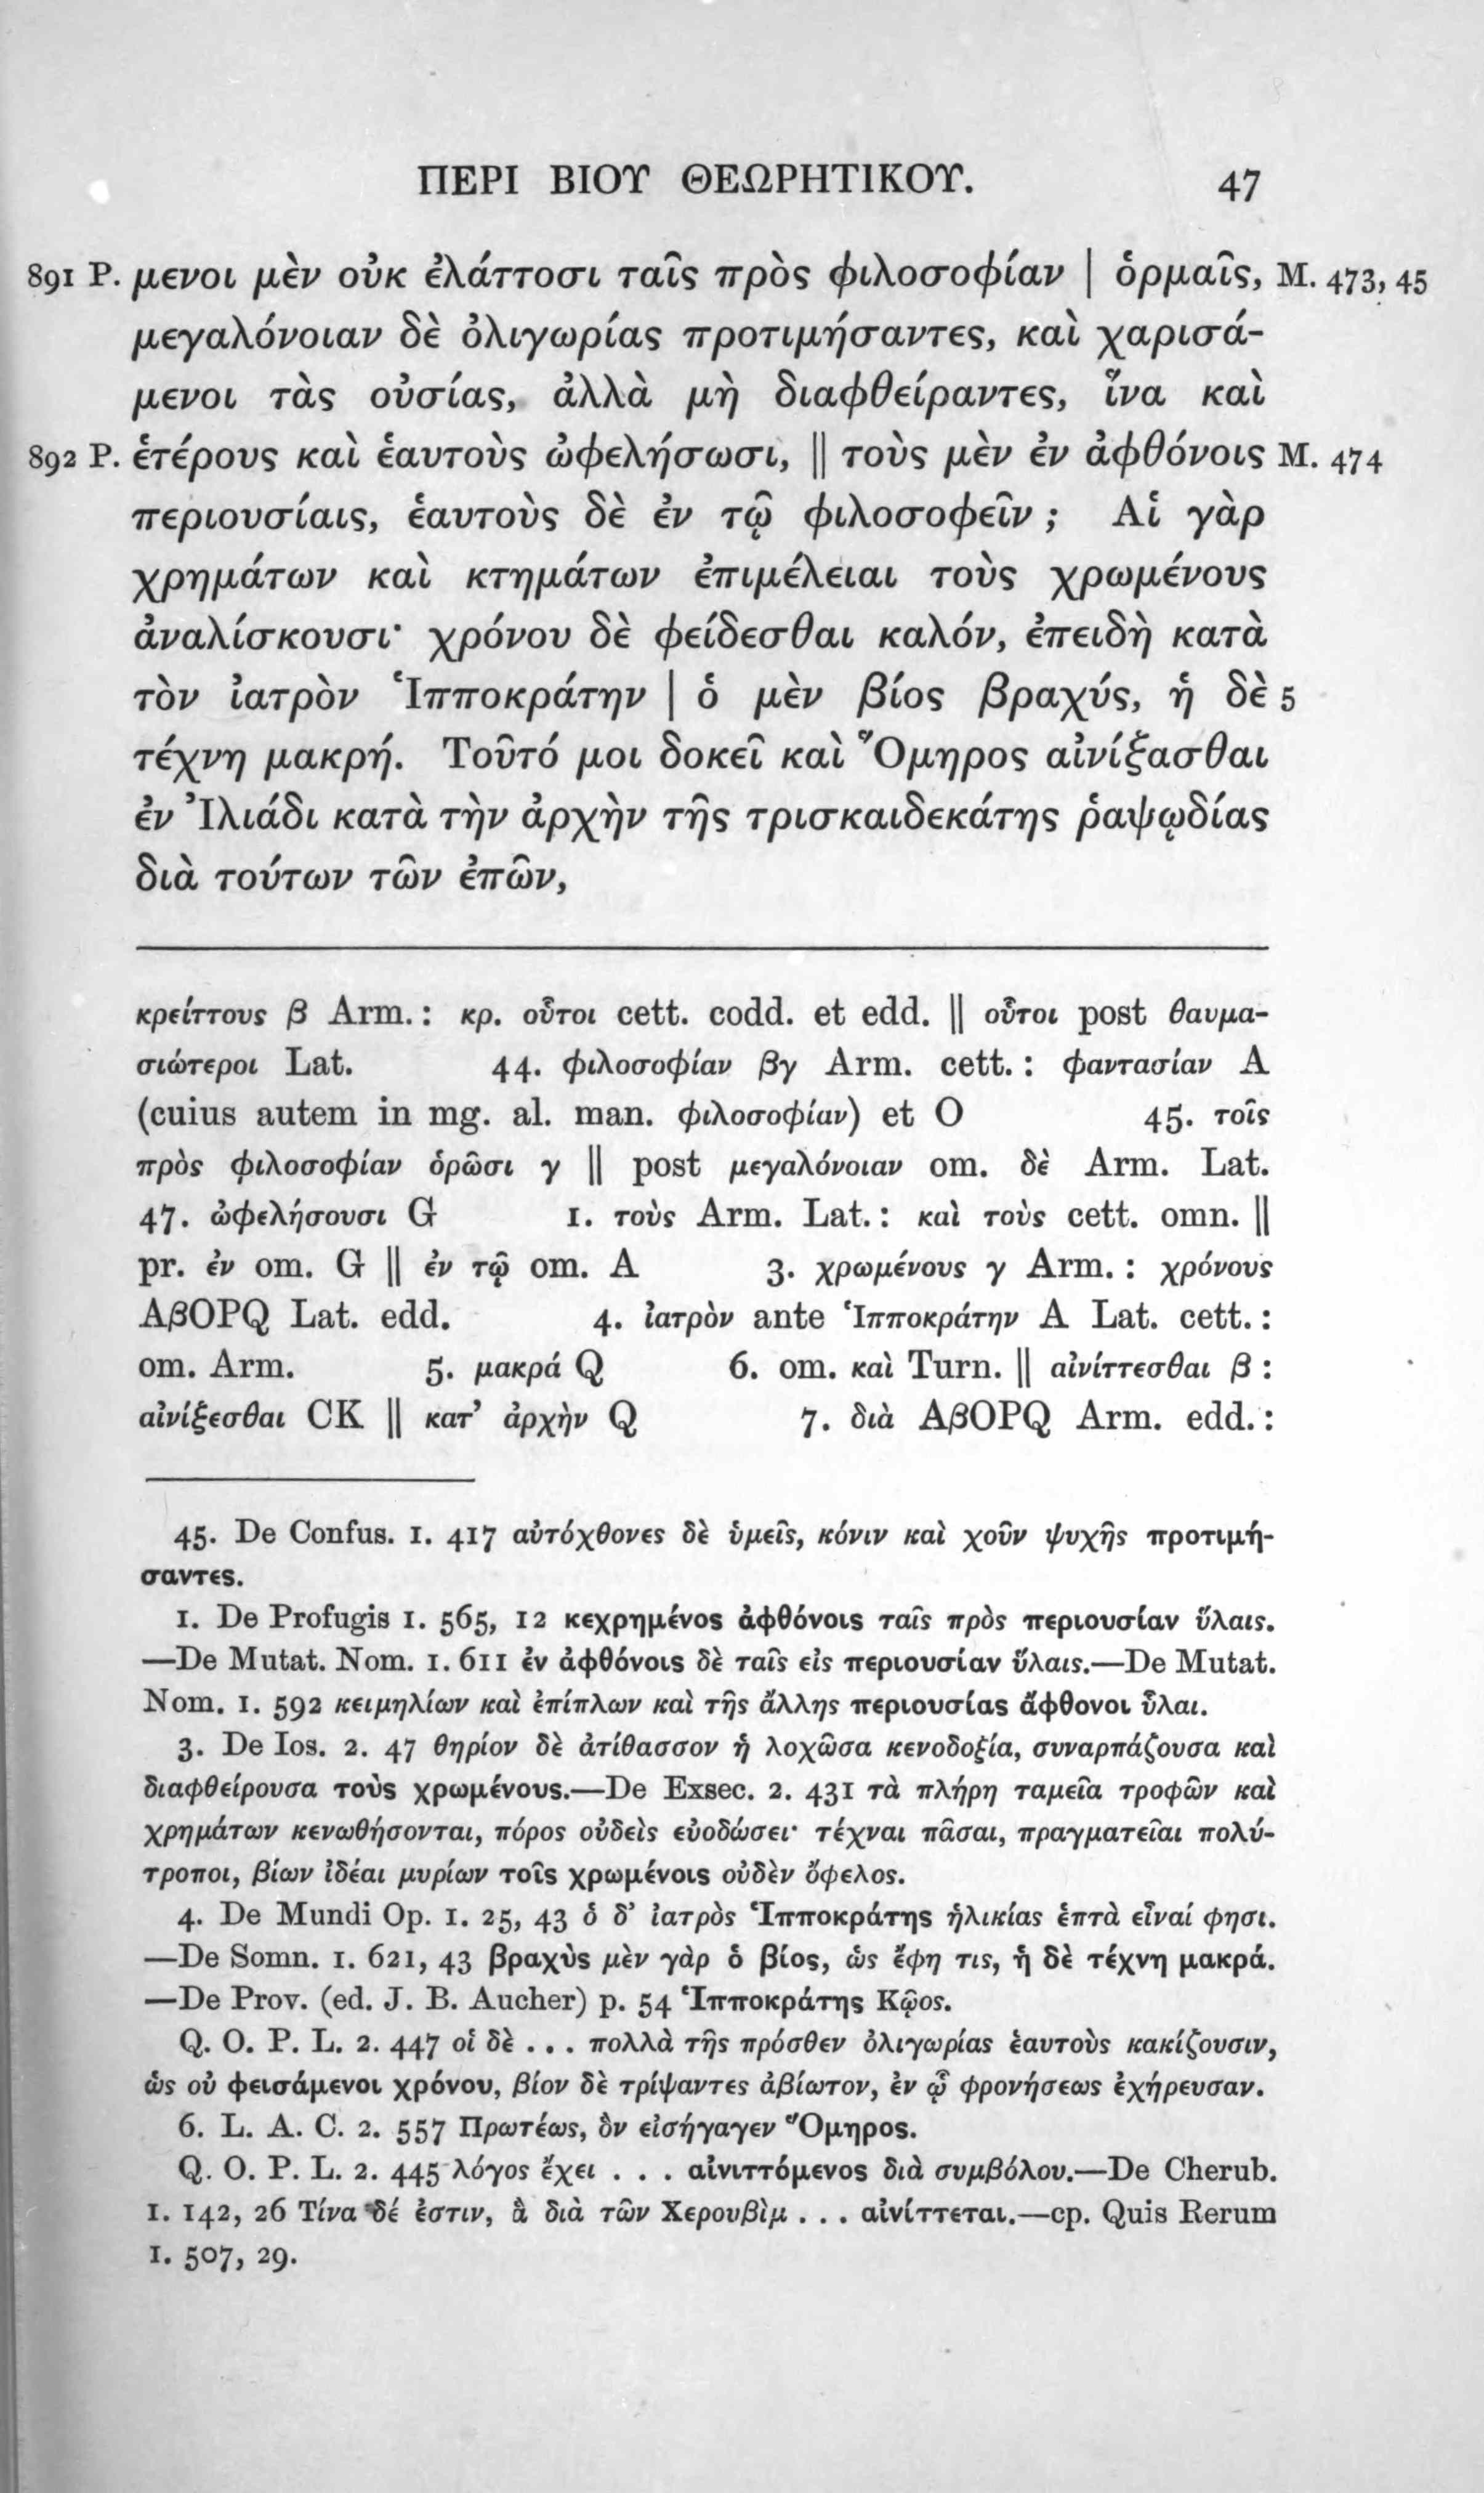 ΠΕΡΙ ΒΙΟΥ ΘΕΩΡΗΤΙΚΟΥ. 47
891 P. μενοι μὲν οὐκ ἐλάττοσι ταῖς πρὸς φιλοσοφίαν | ὁρμαῖς, M. 473, 45
μεγαλόνοιαν δὲ ὀλιγωρίας προτιμήσαντες, καὶ χαρισά-
μενοι τὰς οὐσίας, ἀλλὰ μὴ διαφθείραντες, ἵνα καὶ
892 P. ἑτέρους καὶ ἑαυτοὺς ὠφελήσωσι, || τοὺς μὲν ἐν ἀφθόνοις M. 474
περιουσίαις, ἑαυτοὺς δὲ ἐν τῷ φιλοσοφεῖν ; Αἱ γὰρ
χρημάτων καὶ κτημάτων ἐπιμέλειαι τοὺς χρωμένους
ἀναλίσκουσι· χρόνου δὲ φείδεσθαι καλόν, ἐπειδὴ κατὰ
τὸν ἰατρὸν Ἱπποκράτην | ὁ μὲν βίος βραχύς, ἡ δὲ 5
τέχνη μακρή. Τοῦτό μοι δοκεῖ καὶ Ὅμηρος αἰνίξασθαι
ἐν Ἰλιάδι κατὰ τὴν ἀρχὴν τῆς τρισκαιδεκάτης ῥαψῳδίας
διὰ τούτων τῶν ἐπῶν,
κρείττους β Arm. : κρ. οὗτοι cett. codd. et edd. || οὗτοι post θαυμα-
σιώτεροι Lat. 44. φιλοσοφίαν βγ Arm. cett. : φαντασίαν A
(cuius autem in mg. al. man. φιλοσοφίαν) et O 45. τοῖς
πρὸς φιλοσοφίαν ὁρῶσι γ || post μεγαλόνοιαν om. δὲ Arm. Lat.
47. ὠφελήσουσι G 1. τοὺς Arm. Lat. : καὶ τοὺς cett. omn. ||
pr. ἐν om. G || ἐν τῷ om. A 3. χρωμένους γ Arm. : χρόνους
AβOPQ Lat. edd. 4. ἰατρὸν ante Ἱπποκράτην A Lat. cett. :
om. Arm. 5. μακρά Q 6. om. καὶ Turn. || αἰνίττεσθαι β :
αἰνίξεσθαι CK || κατ’ ἀρχὴν Q 7. διὰ AβOPQ Arm. edd. :
45. De Confus. 1. 417 αὐτόχθονες δὲ ὑμεῖς, κόνιν καὶ χοῦν ψυχῆς προτιμή-
σαντες.
1. De Profugis 1. 565, 12 κεχρημένος ἀφθόνοις ταῖς πρὸς περιουσίαν ὕλαις.
—De Mutat. Nom. 1. 611 ἐν ἀφθόνοις δὲ ταῖς εἰς περιουσίαν ὕλαις.—De Mutat.
Nom. 1. 592 κειμηλίων καὶ ἐπίπλων καὶ τῆς ἄλλης περιουσίας ἄφθονοι ὗλαι.
3. De Ios. 2. 47 θηρίον δὲ ἀτίθασσον ἡ λοχῶσα κενοδοξία, συναρπάζουσα καὶ
διαφθείρουσα τοὺς χρωμένους.—De Exsec. 2. 431 τὰ πλήρη ταμεῖα τροφῶν καὶ
χρημάτων κενωθήσονται, πόρος οὐδεὶς εὐοδώσει· τέχναι πᾶσαι, πραγματεῖαι πολύ-
τροποι, βίων ἰδέαι μυρίων τοῖς χρωμένοις οὐδὲν ὄφελος.
4. De Mundi Op. 1. 25, 43 ὁ δ’ ἰατρὸς Ἱπποκράτης ἡλικίας ἑπτὰ εἶναί φησι.
—De Somn. 1. 621, 43 βραχὺς μὲν γὰρ ὁ βίος, ὡς ἔφη τις, ἡ δὲ τέχνη μακρά.
—De Prov. (ed. J. B. Aucher) p. 54 Ἱπποκράτης Κῷος.
Q. O. P. L. 2. 447 οἱ δὲ . . . πολλὰ τῆς πρόσθεν ὀλιγωρίας ἑαυτοὺς κακίζουσιν,
ὡς οὐ φεισάμενοι χρόνου, βίον δὲ τρίψαντες ἀβίωτον, ἐν ᾧ φρονήσεως ἐχήρευσαν.
6. L. A. C. 2. 557 Πρωτέως, ὃν εἰσήγαγεν Ὅμηρος.
Q. O. P. L. 2. 445 λόγος ἔχει . . . αἰνιττόμενος διὰ συμβόλου.—De Cherub.
1. 142, 26 Τίνα δέ ἐστιν, ἃ διὰ τῶν Χερουβὶμ . . . αἰνίττεται.—cp. Quis Rerum
1. 507, 29.